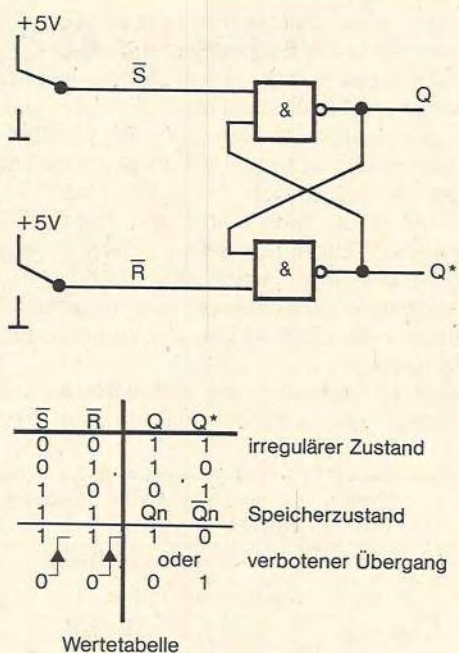 +5V
S̅
&
Q
+5V
R̅
&
Q*
S̅ R̅ Q Q*
0 0 1 1 irregulärer Zustand
0 1 1 0
1 0 0 1
1 1 Qn Q̅n Speicherzustand
1 1 1 0
oder verbotener Übergang
0 0 0 1
Wertetabelle